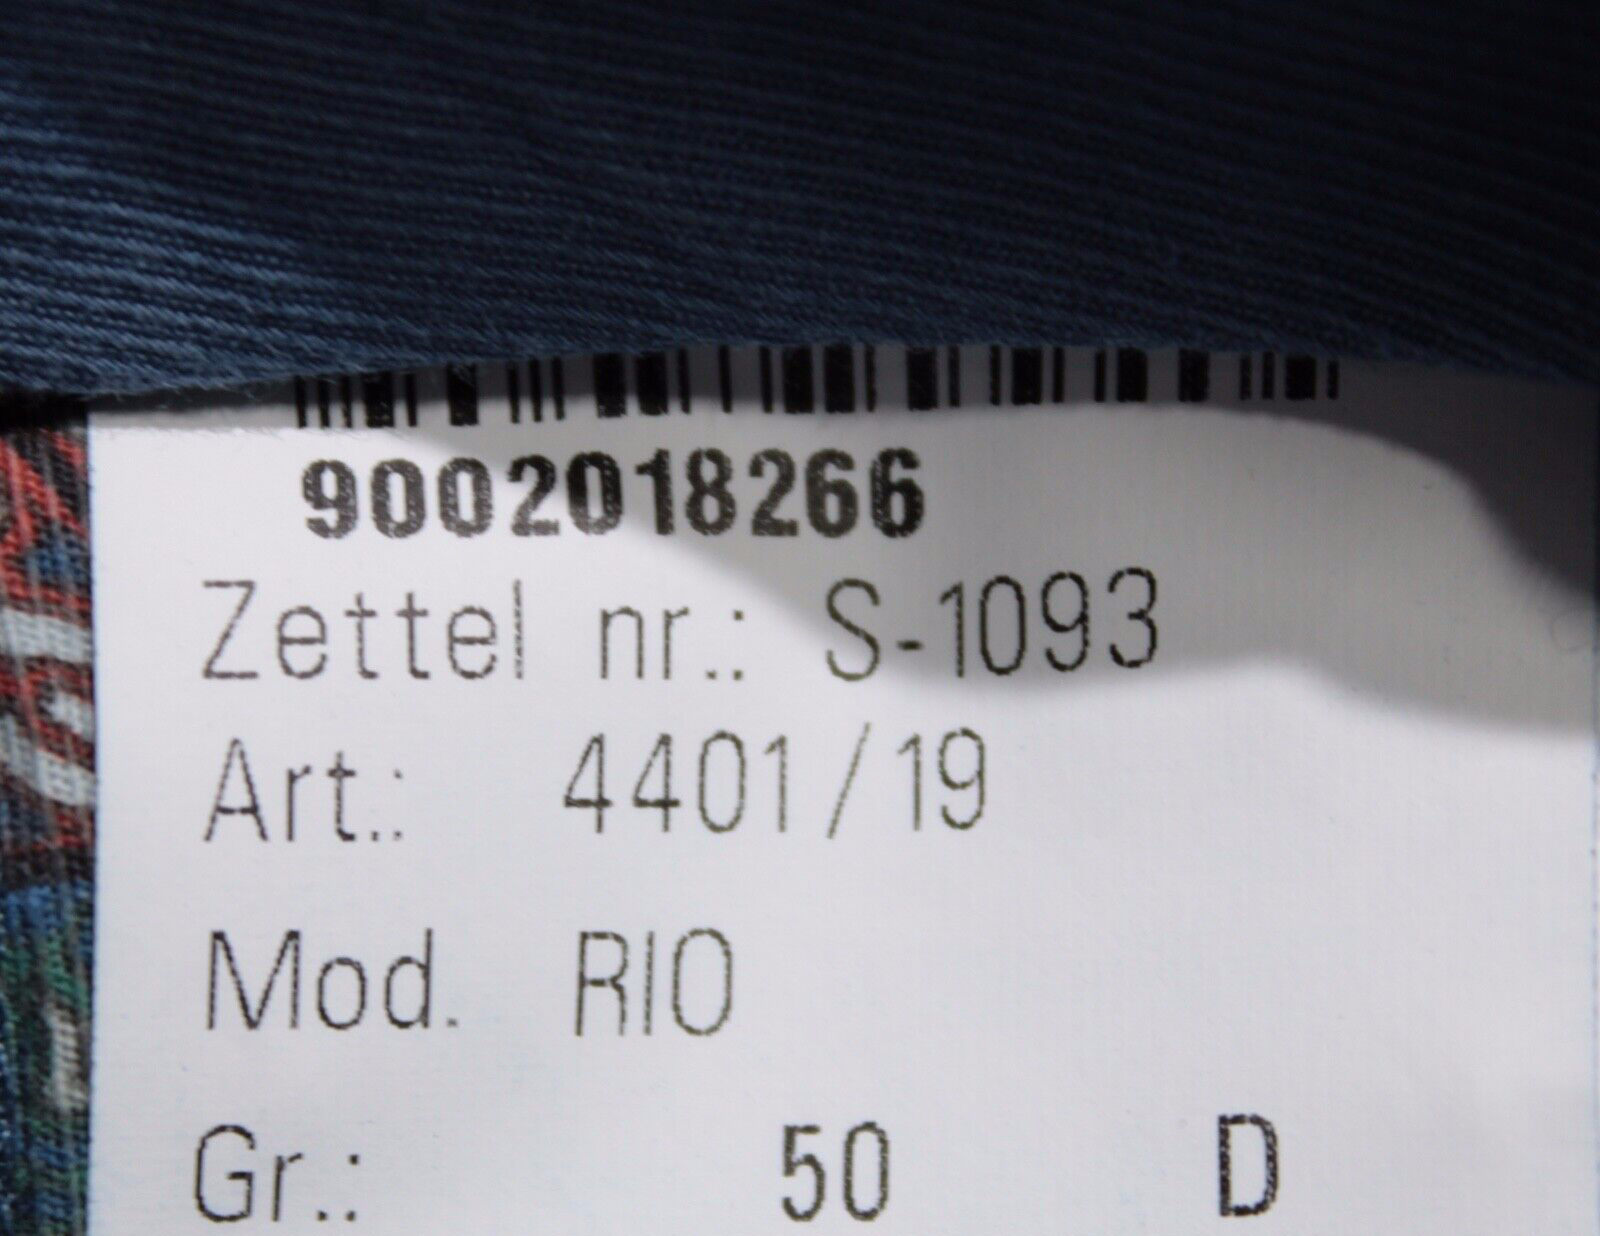 9002018266
Zettel nr.: S-1093
Art.: 4401/19
Mod. RIO
Gr.: 50 D